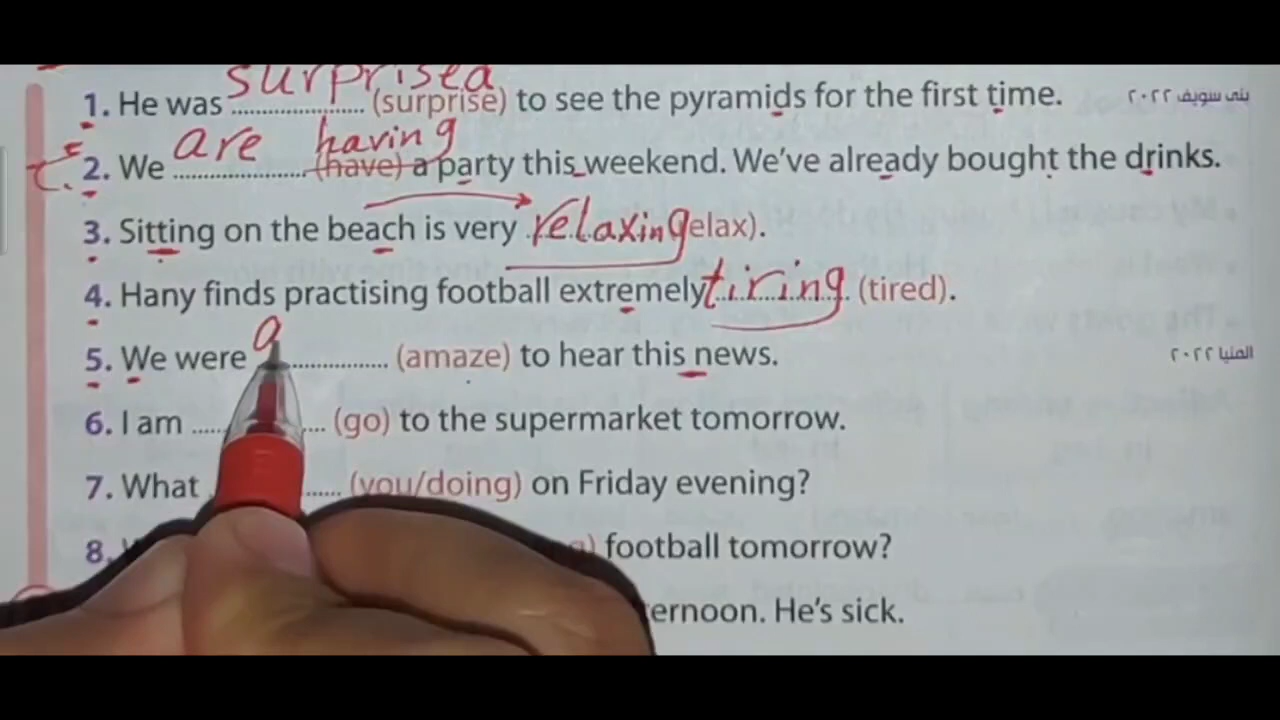 surprised
1. He was .................... (surprise) to see the pyramids for the first time. بنى سويف ٢٠٢٢
are having
2. We .................... (have) a party this weekend. We've already bought the drinks.
3. Sitting on the beach is very relaxing elax).
4. Hany finds practising football extremely tiring (tired).
5. We were a .................... (amaze) to hear this news. المنيا ٢٠٢٢
6. I am .................... (go) to the supermarket tomorrow.
7. What .................... (you/doing) on Friday evening?
8. football tomorrow?
ernoon. He's sick.